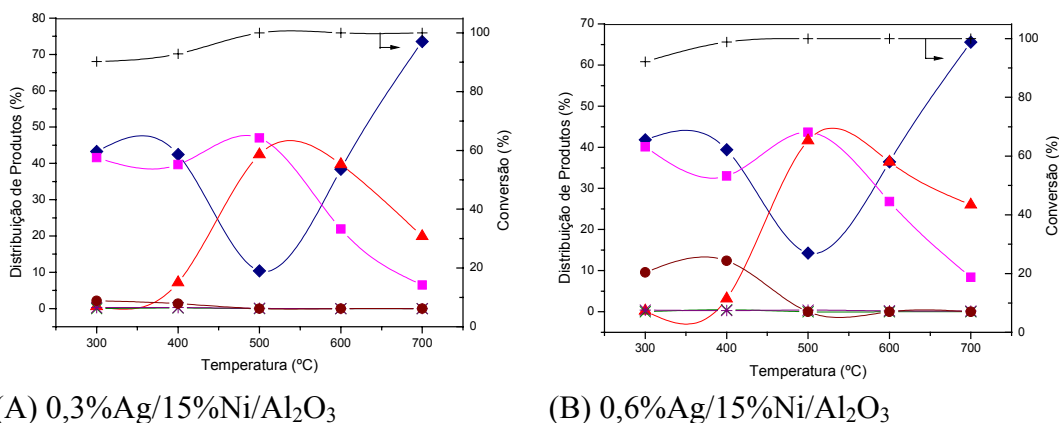 80
70
60
50
40
30
20
10
0
100
80
60
40
20
0
300 400 500 600 700
Distribuição de Produtos (%)
Conversão (%)
Temperatura (ºC)
70
60
50
40
30
20
10
0
100
80
60
40
20
0
300 400 500 600 700
Distribuição de Produtos (%)
Conversão (%)
Temperatura (ºC)
(A) 0,3%Ag/15%Ni/Al₂O₃
(B) 0,6%Ag/15%Ni/Al₂O₃